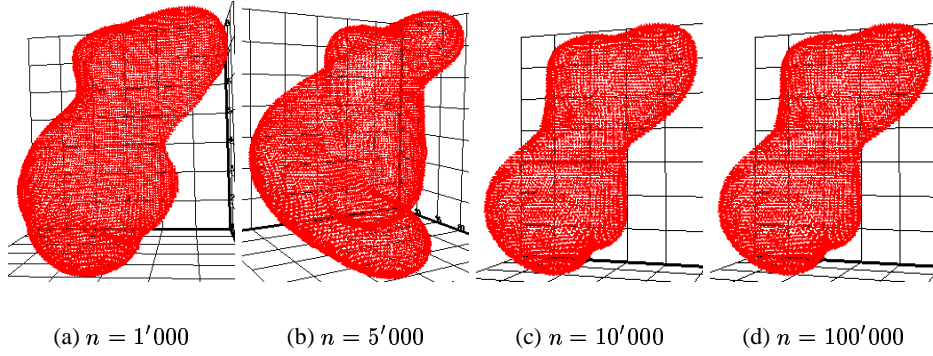 (a) n = 1′000 (b) n = 5′000 (c) n = 10′000 (d) n = 100′000